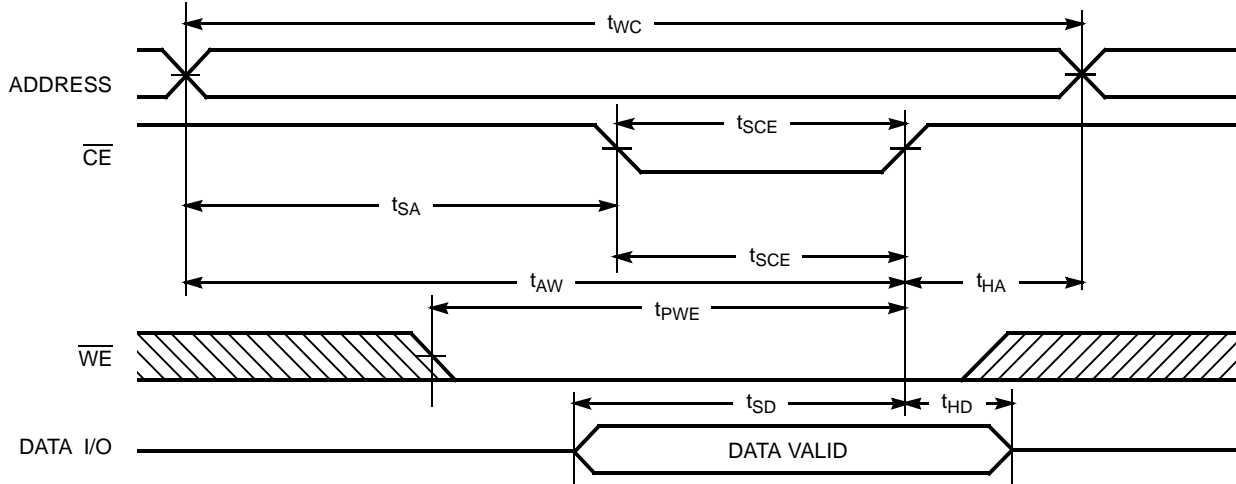 tWC
ADDRESS
tSCE
CE
tSA
tSCE
tAW
tHA
tPWE
WE
tSD
tHD
DATA I/O
DATA VALID